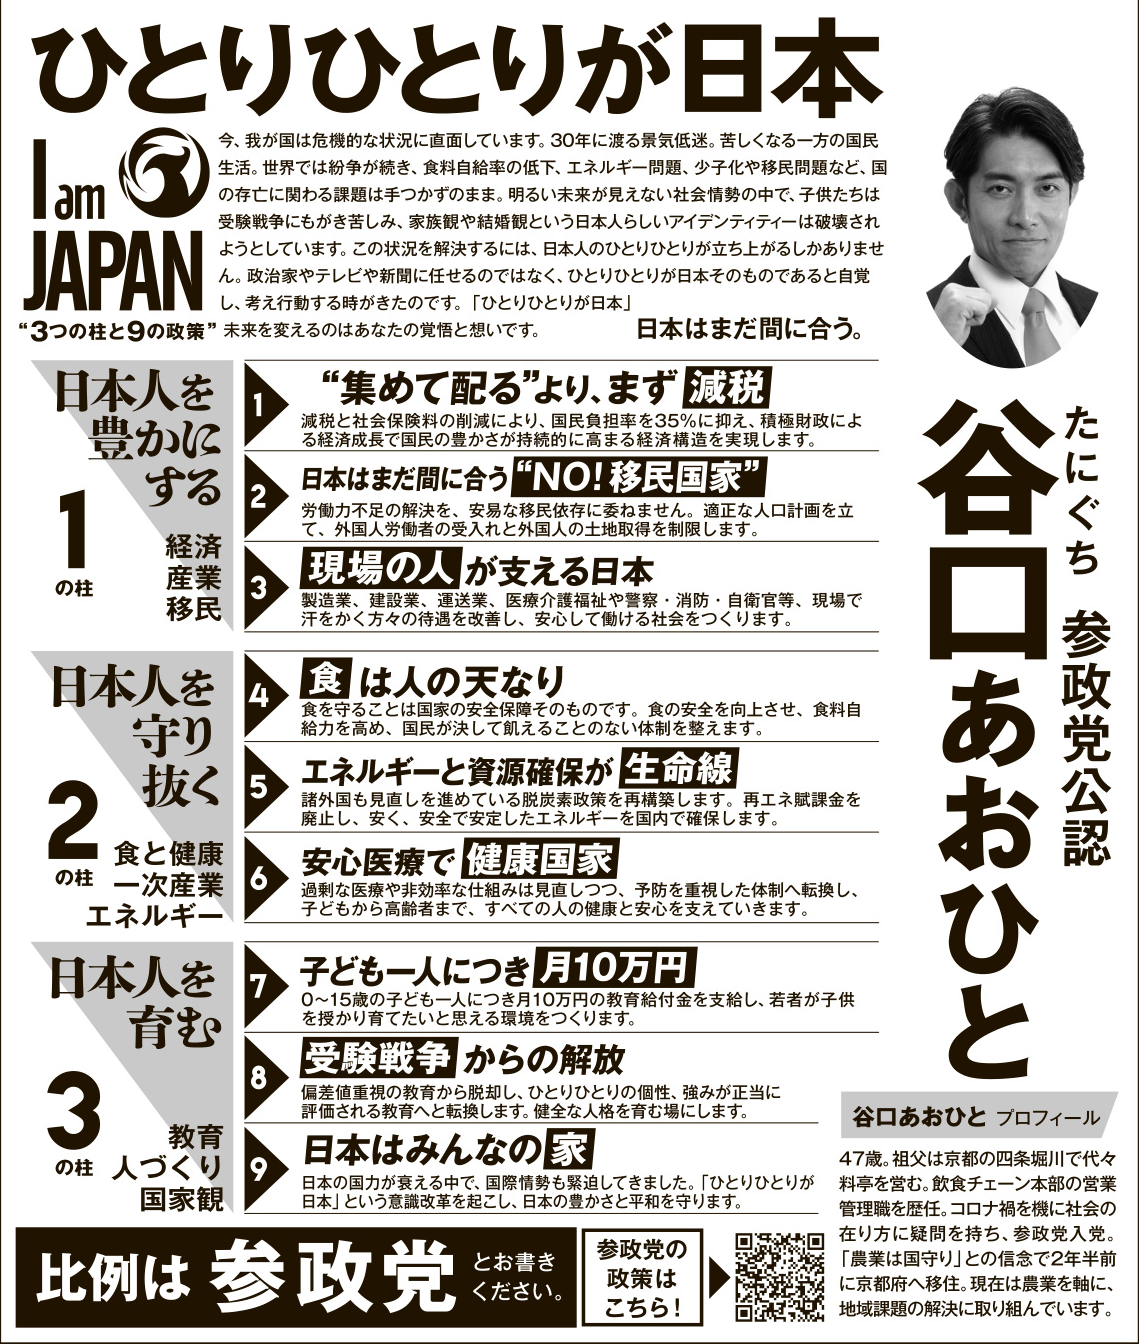 ひとりひとりが日本
I am
JAPAN
“3つの柱と9の政策”
今、我が国は危機的な状況に直面しています。30年に渡る景気低迷。苦しくなる一方の国民
生活。世界では紛争が続き、食料自給率の低下、エネルギー問題、少子化や移民問題など、国
の存亡に関わる課題は手つかずのまま。明るい未来が見えない社会情勢の中で、子供たちは
受験戦争にもがき苦しみ、家族観や結婚観という日本人らしいアイデンティティーは破壊され
ようとしています。この状況を解決するには、日本人のひとりひとりが立ち上がるしかありませ
ん。政治家やテレビや新聞に任せるのではなく、ひとりひとりが日本そのものであると自覚
し、考え行動する時がきたのです。「ひとりひとりが日本」
未来を変えるのはあなたの覚悟と想いです。
日本はまだ間に合う。
日本人を
豊かに
する
1
の柱
経済
産業
移民
1
“集めて配る”より、まず 減税
減税と社会保険料の削減により、国民負担率を35%に抑え、積極財政によ
る経済成長で国民の豊かさが持続的に高まる経済構造を実現します。
2
日本はまだ間に合う “NO! 移民国家”
労働力不足の解決を、安易な移民依存に委ねません。適正な人口計画を立
て、外国人労働者の受入れと外国人の土地取得を制限します。
3
現場の人 が支える日本
製造業、建設業、運送業、医療介護福祉や警察・消防・自衛官等、現場で
汗をかく方々の待遇を改善し、安心して働ける社会をつくります。
日本人を
守り
抜く
2
の柱
食と健康
一次産業
エネルギー
4
食 は人の天なり
食を守ることは国家の安全保障そのものです。食の安全を向上させ、食料自
給力を高め、国民が決して飢えることのない体制を整えます。
5
エネルギーと資源確保が 生命線
諸外国も見直しを進めている脱炭素政策を再構築します。再エネ賦課金を
廃止し、安く、安全で安定したエネルギーを国内で確保します。
6
安心医療で 健康国家
過剰な医療や非効率な仕組みは見直しつつ、予防を重視した体制へ転換し、
子どもから高齢者まで、すべての人の健康と安心を支えていきます。
日本人を
育む
3
の柱
教育
人づくり
国家観
7
子ども一人につき 月10万円
0～15歳の子ども一人につき月10万円の教育給付金を支給し、若者が子供
を授かり育てたいと思える環境をつくります。
8
受験戦争 からの解放
偏差値重視の教育から脱却し、ひとりひとりの個性、強みが正当に
評価される教育へと転換します。健全な人格を育む場にします。
9
日本はみんなの 家
日本の国力が衰える中で、国際情勢も緊迫してきました。「ひとりひとりが
日本」という意識改革を起こし、日本の豊かさと平和を守ります。
たにぐち 参政党公認
谷口あおひと
谷口あおひと プロフィール
47歳。祖父は京都の四条堀川で代々
料亭を営む。飲食チェーン本部の営業
管理職を歴任。コロナ禍を機に社会の
在り方に疑問を持ち、参政党入党。
「農業は国守り」との信念で2年半前
に京都府へ移住。現在は農業を軸に、
地域課題の解決に取り組んでいます。
比例は 参政党 とお書き
ください。
参政党の
政策は
こちら!